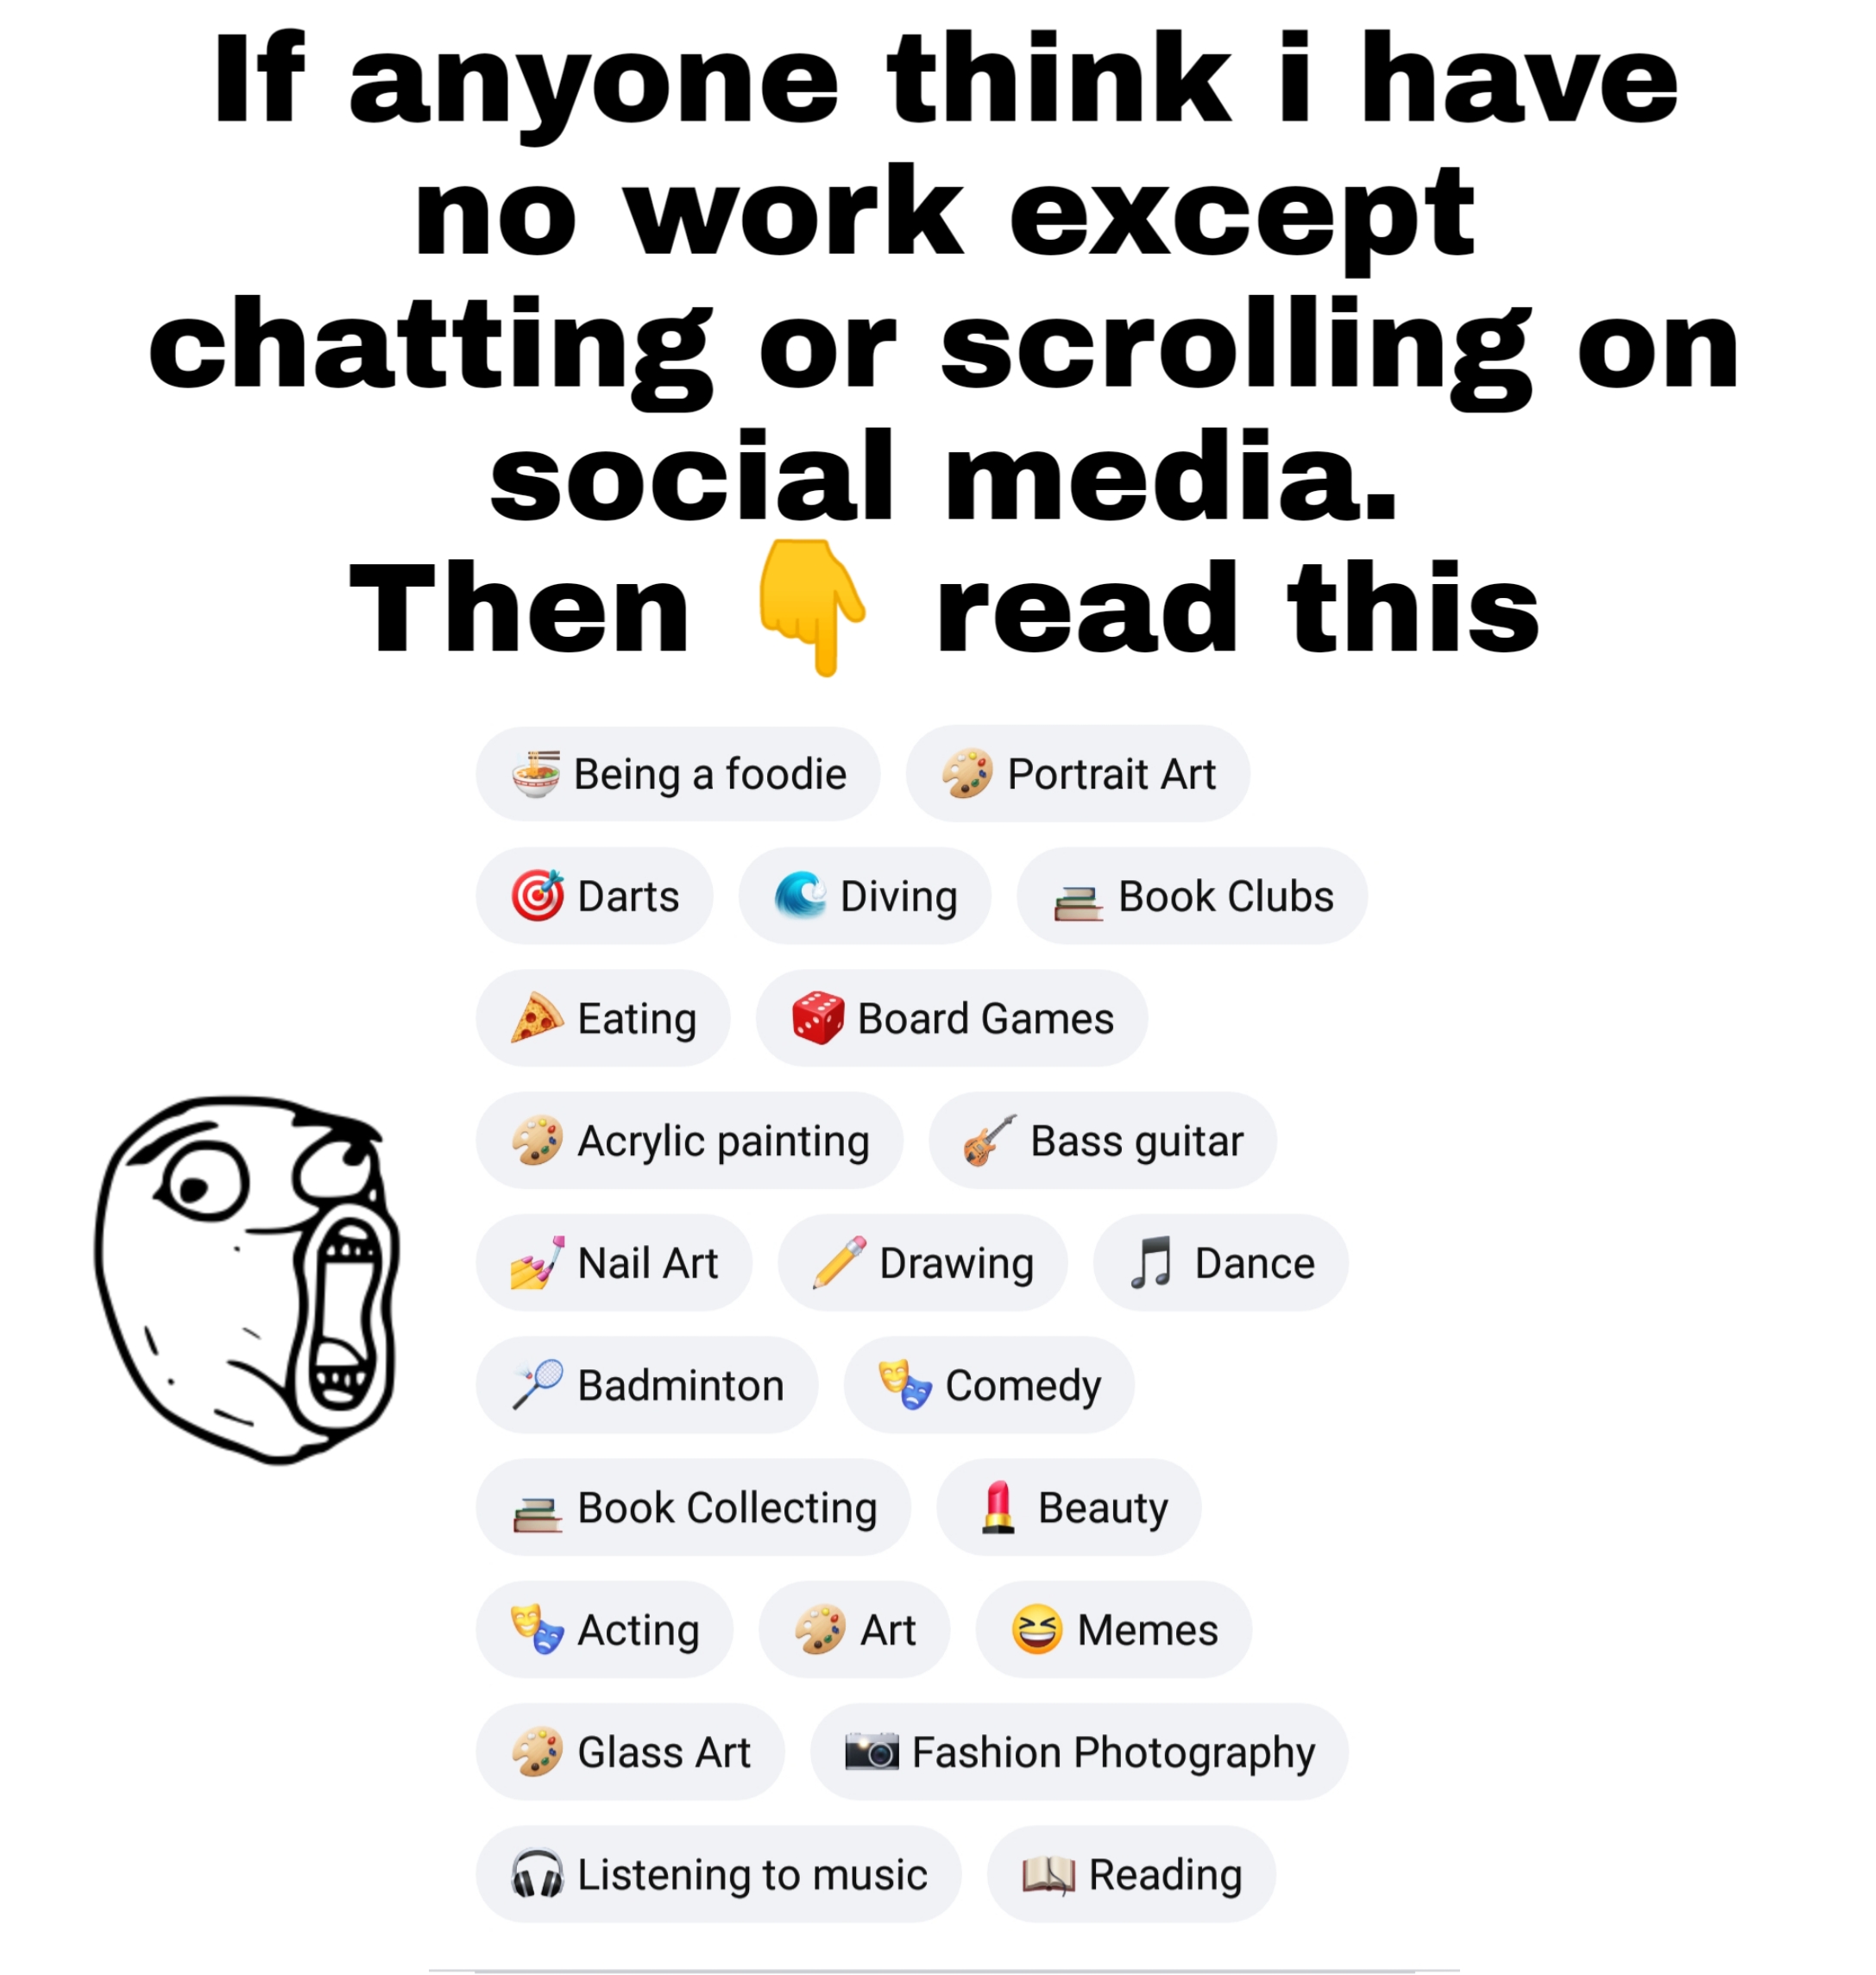 If anyone think i have
no work except
chatting or scrolling on
social media.
Then 👇 read this
🍜 Being a foodie 🎨 Portrait Art
🎯 Darts 🌊 Diving 📚 Book Clubs
🍕 Eating 🎲 Board Games
🎨 Acrylic painting 🎸 Bass guitar
💅 Nail Art ✏️ Drawing 🎵 Dance
🏸 Badminton 🎭 Comedy
📚 Book Collecting 💄 Beauty
🎭 Acting 🎨 Art 😆 Memes
🎨 Glass Art 📸 Fashion Photography
🎧 Listening to music 📖 Reading